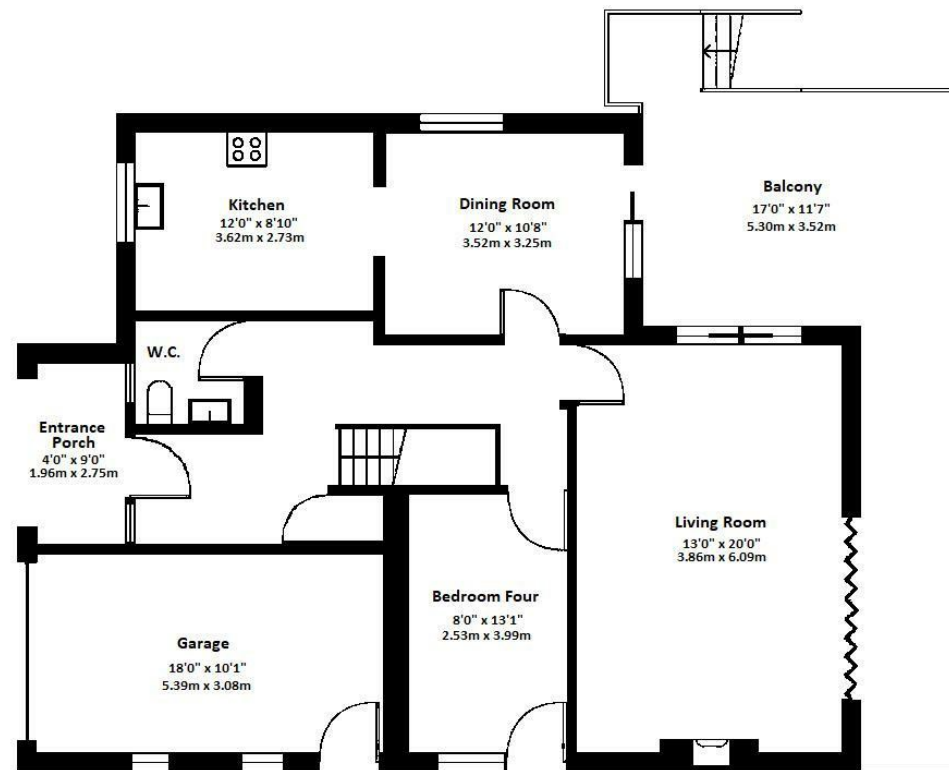 Kitchen
12'0" x 8'10"
3.62m x 2.73m
Dining Room
12'0" x 10'8"
3.52m x 3.25m
Balcony
17'0" x 11'7"
5.30m x 3.52m
W.C.
Entrance
Porch
4'0" x 9'0"
1.96m x 2.75m
Living Room
13'0" x 20'0"
3.86m x 6.09m
Bedroom Four
8'0" x 13'1"
2.53m x 3.99m
Garage
18'0" x 10'1"
5.39m x 3.08m